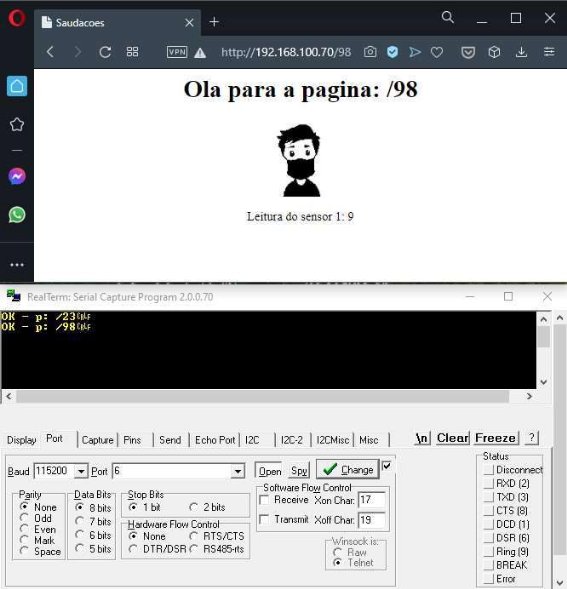 Saudacoes
VPN http://192.168.100.70/98
Ola para a pagina: /98
Leitura do sensor 1: 9
RealTerm: Serial Capture Program 2.0.0.70
OK - p: /23CRLF
OK - p: /98CRLF
Display Port Capture Pins Send Echo Port I2C I2C-2 I2CMisc Misc \n Clear Freeze ?
Baud 115200 Port 6 Open Spy Change
Parity
None
Odd
Even
Mark
Space
Data Bits
8 bits
7 bits
6 bits
5 bits
Stop Bits
1 bit 2 bits
Hardware Flow Control
None RTS/CTS
DTR/DSR RS485-rts
Software Flow Control
Receive Xon Char: 17
Transmit Xoff Char: 19
Winsock is:
Raw
Telnet
Status
Disconnect
RXD (2)
TXD (3)
CTS (8)
DCD (1)
DSR (6)
Ring (9)
BREAK
Error